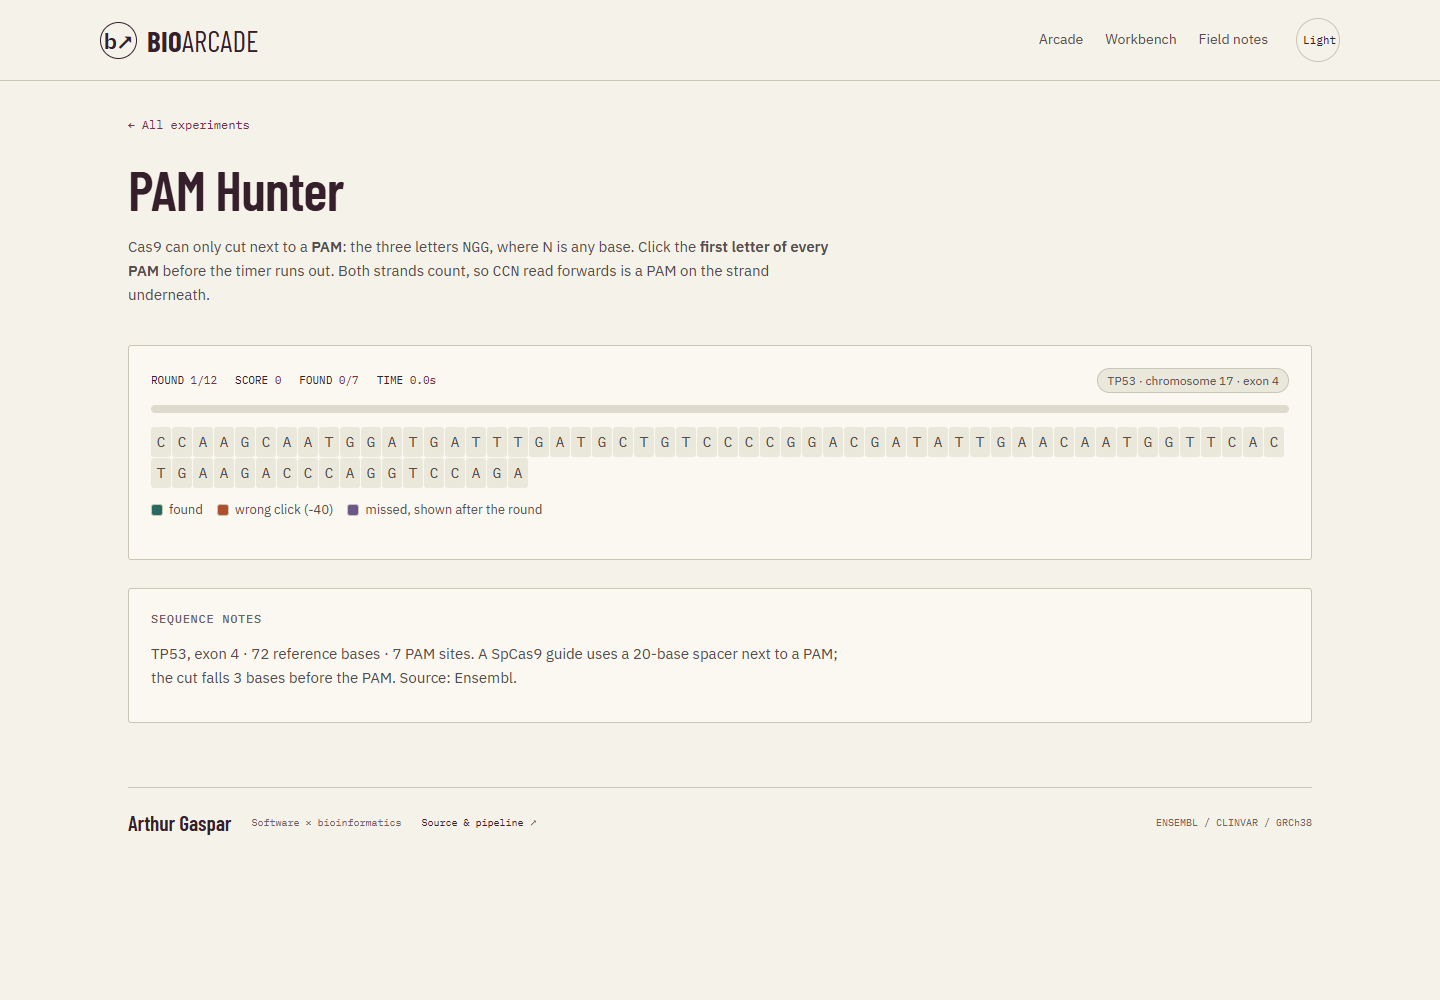 b↗ BIOARCADE
Arcade Workbench Field notes Light
← All experiments
PAM Hunter
Cas9 can only cut next to a PAM: the three letters NGG, where N is any base. Click the first letter of every
PAM before the timer runs out. Both strands count, so CCN read forwards is a PAM on the strand
underneath.
ROUND 1/12 SCORE 0 FOUND 0/7 TIME 0.0s TP53 · chromosome 17 · exon 4
C C A A G C A A T G G A T G A T T T G A T G C T G T C C C C G G A C G A T A T T G A A C A A T G G T T C A C
T G A A G A C C C A G G T C C A G A
found wrong click (-40) missed, shown after the round
SEQUENCE NOTES
TP53, exon 4 · 72 reference bases · 7 PAM sites. A SpCas9 guide uses a 20-base spacer next to a PAM;
the cut falls 3 bases before the PAM. Source: Ensembl.
Arthur Gaspar Software × bioinformatics Source & pipeline ↗ ENSEMBL / CLINVAR / GRCh38